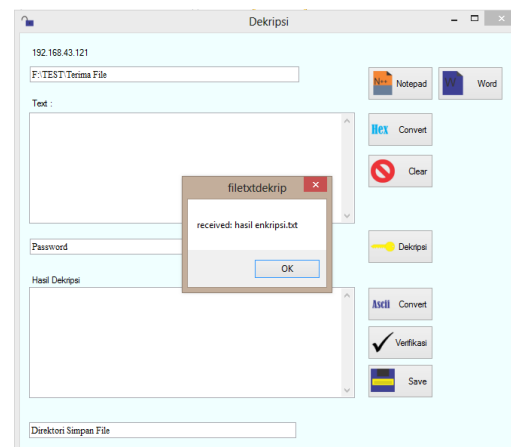 Dekripsi
192.168.43.121
F:\TEST\Terima File
N++ Notepad
W Word
Text :
Hex Convert
Clear
filetxtdekrip
received: hasil enkripsi.txt
OK
Password
Dekripsi
Hasil Dekripsi
Ascii Convert
Verifikasi
Save
Direktori Simpan File